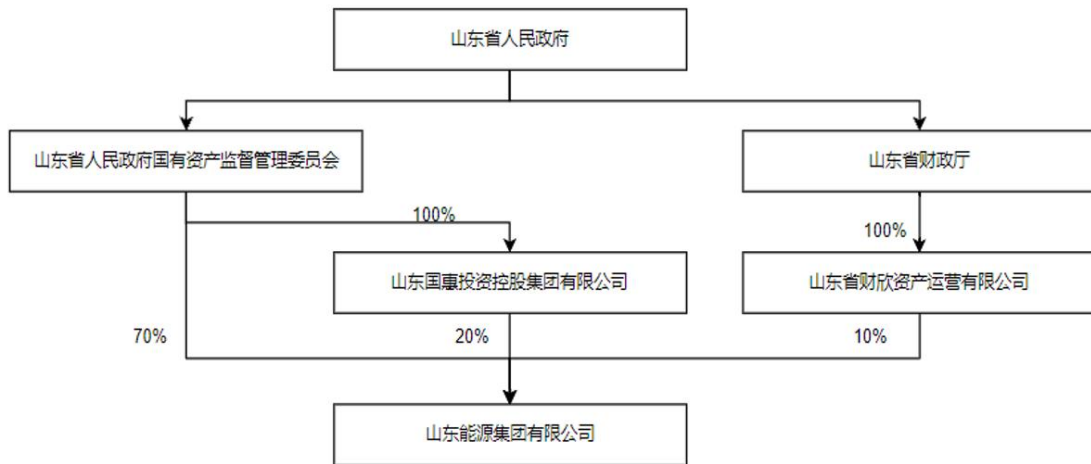 山东省人民政府
山东省人民政府国有资产监督管理委员会
山东省财政厅
100%
100%
山东国惠投资控股集团有限公司
山东省财欣资产运营有限公司
70%
20%
10%
山东能源集团有限公司